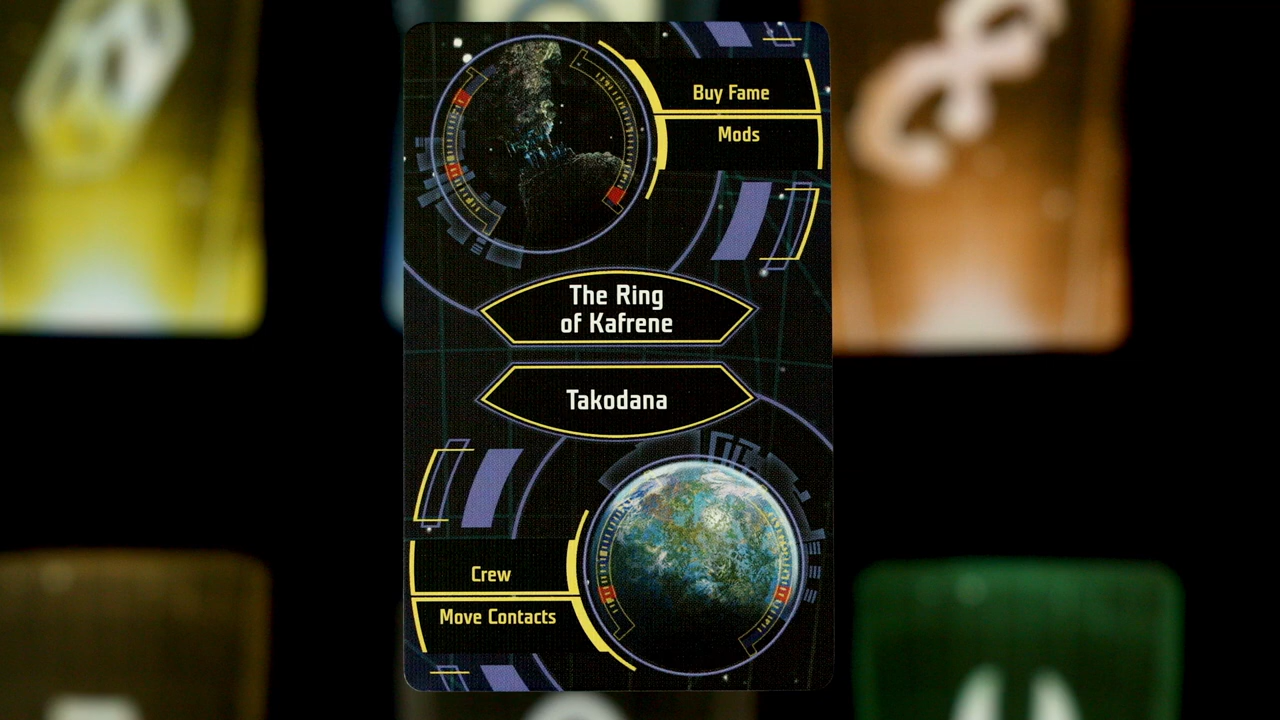 Buy Fame
Mods
The Ring
of Kafrene
Takodana
Crew
Move Contacts